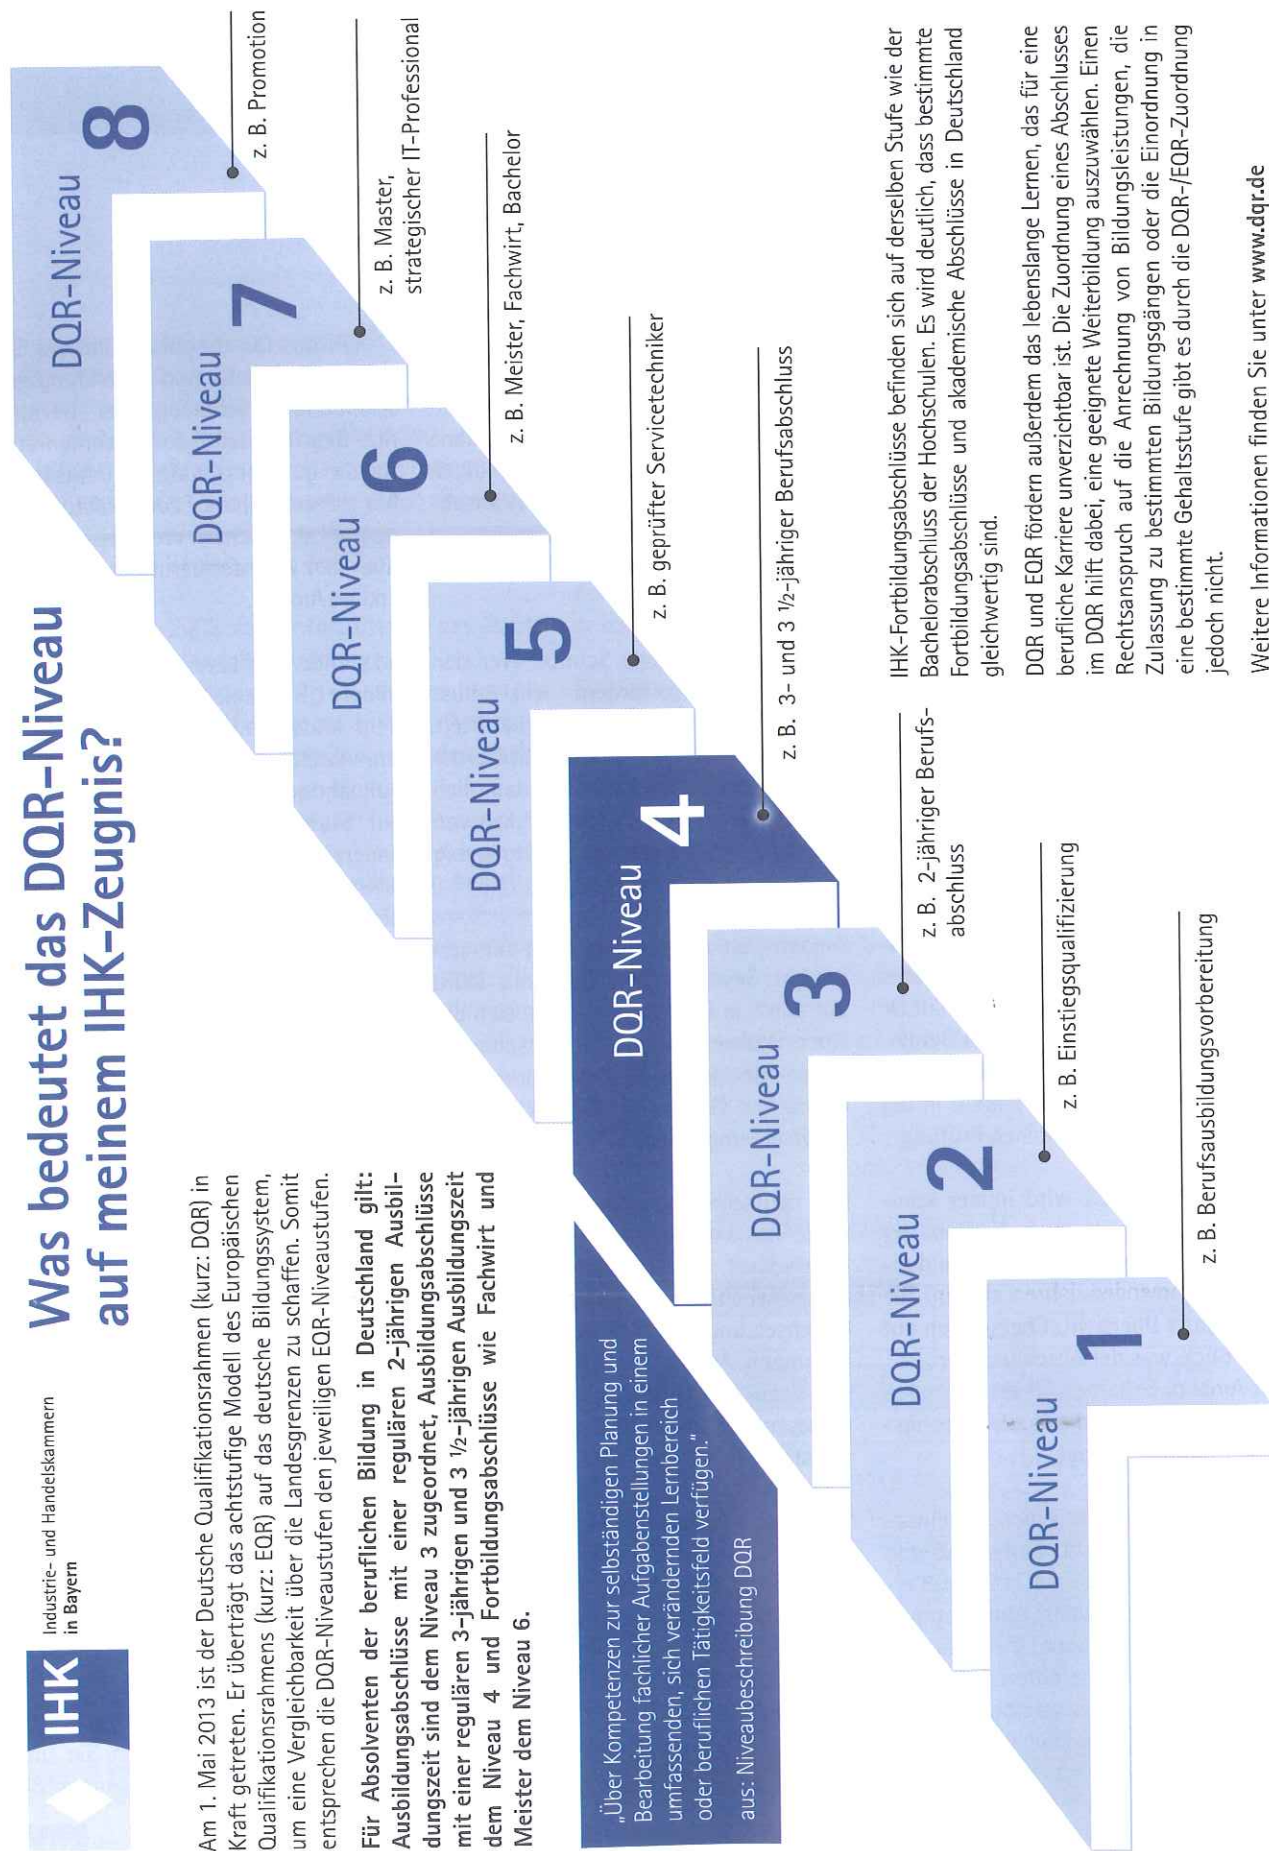 IHK
Industrie- und Handelskammern
in Bayern
Was bedeutet das DQR-Niveau
auf meinem IHK-Zeugnis?
Am 1. Mai 2013 ist der Deutsche Qualifikationsrahmen (kurz: DQR) in
Kraft getreten. Er überträgt das achtstufige Modell des Europäischen
Qualifikationsrahmens (kurz: EQR) auf das deutsche Bildungssystem,
um eine Vergleichbarkeit über die Landesgrenzen zu schaffen. Somit
entsprechen die DQR-Niveaustufen den jeweiligen EQR-Niveaustufen.
Für Absolventen der beruflichen Bildung in Deutschland gilt:
Ausbildungsabschlüsse mit einer regulären 2-jährigen Ausbil-
dungszeit sind dem Niveau 3 zugeordnet, Ausbildungsabschlüsse
mit einer regulären 3-jährigen und 3 1/2-jährigen Ausbildungszeit
dem Niveau 4 und Fortbildungsabschlüsse wie Fachwirt und
Meister dem Niveau 6.
„Über Kompetenzen zur selbständigen Planung und
Bearbeitung fachlicher Aufgabenstellungen in einem
umfassenden, sich verändernden Lernbereich
oder beruflichen Tätigkeitsfeld verfügen."
aus: Niveaubeschreibung DQR
DQR-Niveau
8
z. B. Promotion
DQR-Niveau
7
z. B. Master,
strategischer IT-Professional
DQR-Niveau
6
z. B. Meister, Fachwirt, Bachelor
DQR-Niveau
5
z. B. geprüfter Servicetechniker
DQR-Niveau
4
z. B. 3- und 3 1/2-jähriger Berufsabschluss
DQR-Niveau
3
z. B. 2-jähriger Berufs-
abschluss
DQR-Niveau
2
z. B. Einstiegsqualifizierung
DQR-Niveau
1
z. B. Berufsausbildungsvorbereitung
IHK-Fortbildungsabschlüsse befinden sich auf derselben Stufe wie der
Bachelorabschluss der Hochschulen. Es wird deutlich, dass bestimmte
Fortbildungsabschlüsse und akademische Abschlüsse in Deutschland
gleichwertig sind.
DQR und EQR fördern außerdem das lebenslange Lernen, das für eine
berufliche Karriere unverzichtbar ist. Die Zuordnung eines Abschlusses
im DQR hilft dabei, eine geeignete Weiterbildung auszuwählen. Einen
Rechtsanspruch auf die Anrechnung von Bildungsleistungen, die
Zulassung zu bestimmten Bildungsgängen oder die Einordnung in
eine bestimmte Gehaltsstufe gibt es durch die DQR-/EQR-Zuordnung
jedoch nicht.
Weitere Informationen finden Sie unter www.dqr.de